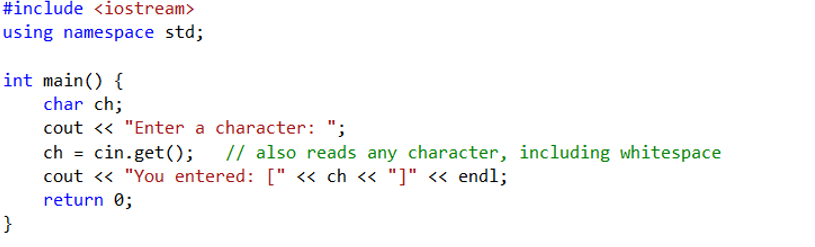 #include <iostream>
using namespace std;

int main() {
    char ch;
    cout << "Enter a character: ";
    ch = cin.get();   // also reads any character, including whitespace
    cout << "You entered: [" << ch << "]" << endl;
    return 0;
}